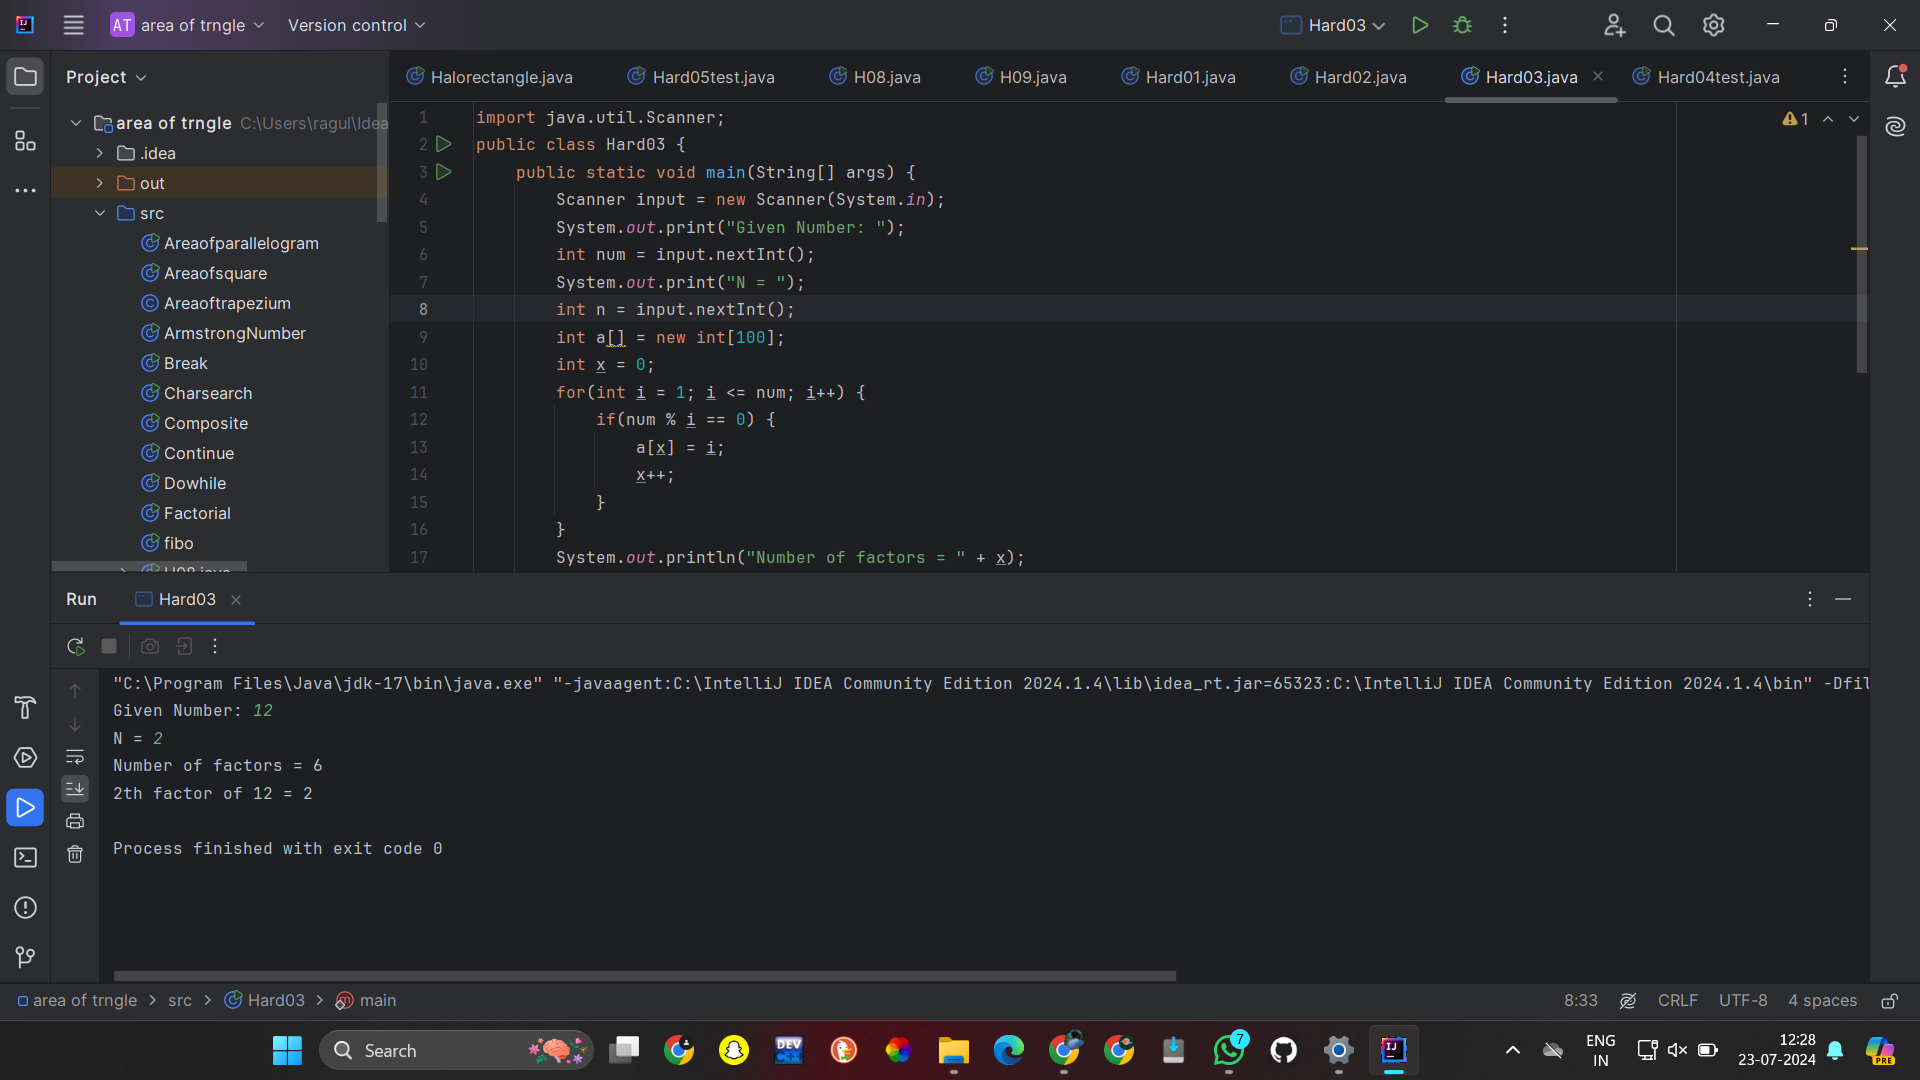 AT area of trngle Version control Hard03
Project
Halorectangle.java Hard05test.java H08.java H09.java Hard01.java Hard02.java Hard03.java Hard04test.java
area of trngle C:\Users\ragul\Idea
.idea
out
src
Areaofparallelogram
Areaofsquare
Areaoftrapezium
ArmstrongNumber
Break
Charsearch
Composite
Continue
Dowhile
Factorial
fibo
H08.java
1 import java.util.Scanner;
2 public class Hard03 {
3 public static void main(String[] args) {
4 Scanner input = new Scanner(System.in);
5 System.out.print("Given Number: ");
6 int num = input.nextInt();
7 System.out.print("N = ");
8 int n = input.nextInt();
9 int a[] = new int[100];
10 int x = 0;
11 for(int i = 1; i <= num; i++) {
12 if(num % i == 0) {
13 a[x] = i;
14 x++;
15 }
16 }
17 System.out.println("Number of factors = " + x);
1
Run Hard03
"C:\Program Files\Java\jdk-17\bin\java.exe" "-javaagent:C:\IntelliJ IDEA Community Edition 2024.1.4\lib\idea_rt.jar=65323:C:\IntelliJ IDEA Community Edition 2024.1.4\bin" -Dfil
Given Number: 12
N = 2
Number of factors = 6
2th factor of 12 = 2
Process finished with exit code 0
area of trngle > src > Hard03 > main
8:33 CRLF UTF-8 4 spaces
Search
DEV
7
ENG
IN
12:28
23-07-2024
PRE